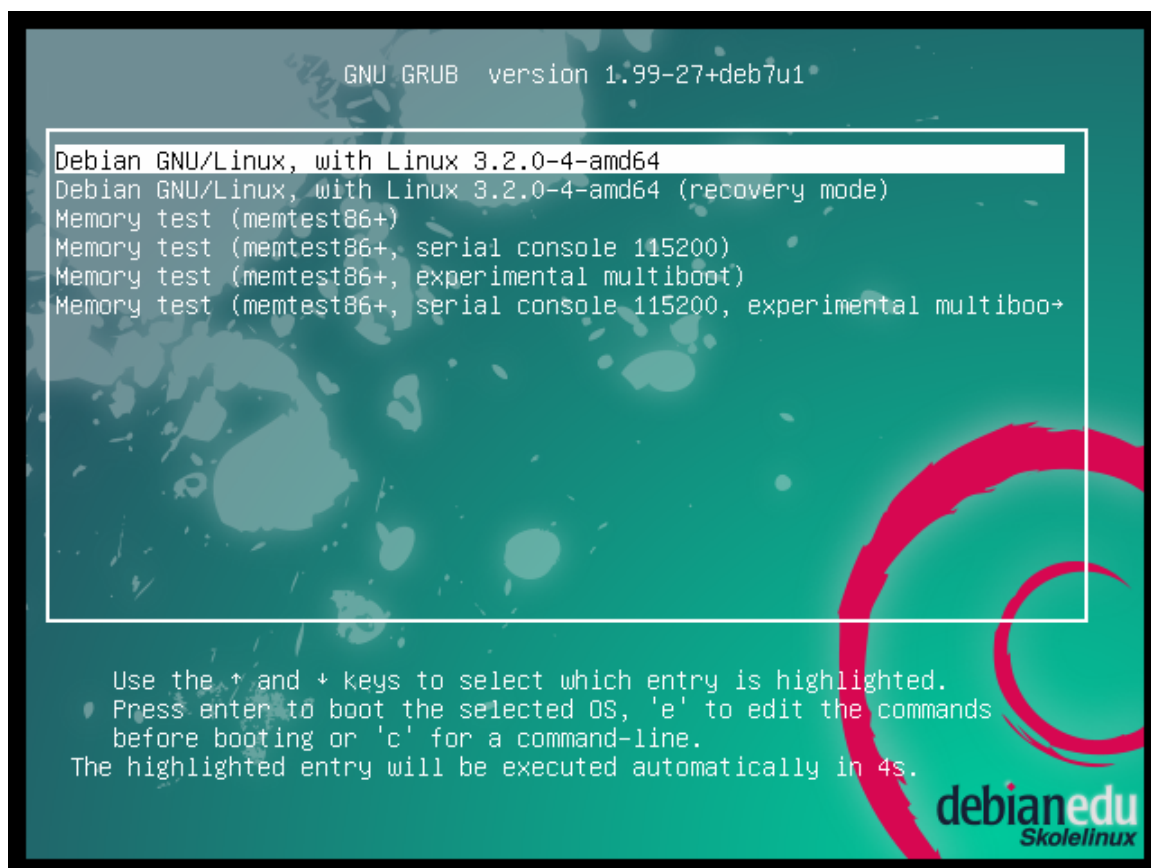 GNU GRUB  version 1.99-27+deb7u1
Debian GNU/Linux, with Linux 3.2.0-4-amd64
Debian GNU/Linux, with Linux 3.2.0-4-amd64 (recovery mode)
Memory test (memtest86+)
Memory test (memtest86+, serial console 115200)
Memory test (memtest86+, experimental multiboot)
Memory test (memtest86+, serial console 115200, experimental multiboo→
Use the ↑ and ↓ keys to select which entry is highlighted.
Press enter to boot the selected OS, 'e' to edit the commands
before booting or 'c' for a command-line.
The highlighted entry will be executed automatically in 4s.
debianedu
Skolelinux